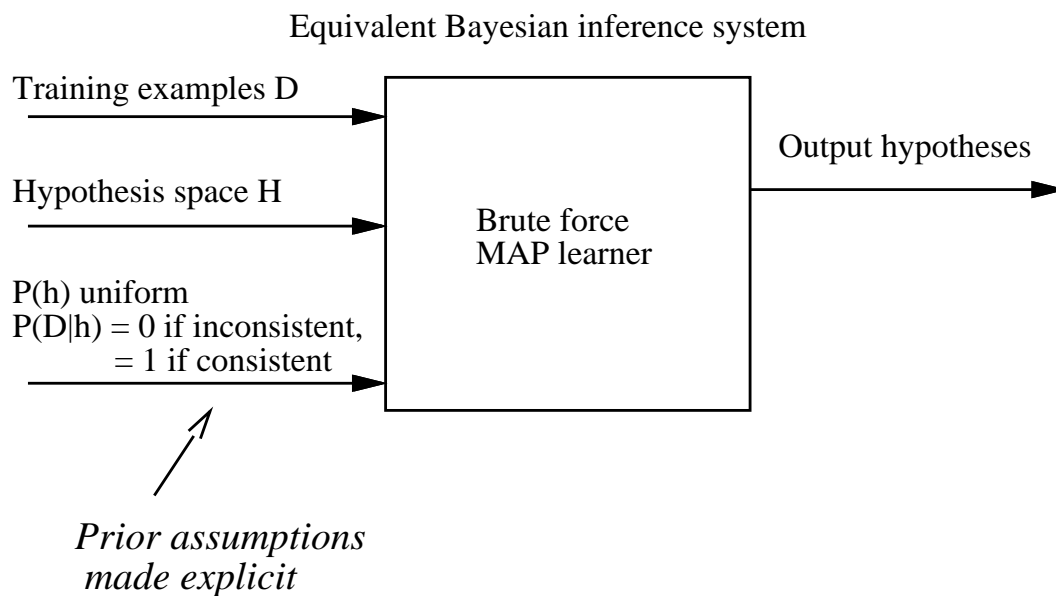 Equivalent Bayesian inference system
Training examples D
Output hypotheses
Hypothesis space H
Brute force
MAP learner
P(h) uniform
P(D|h) = 0 if inconsistent,
= 1 if consistent
Prior assumptions
made explicit